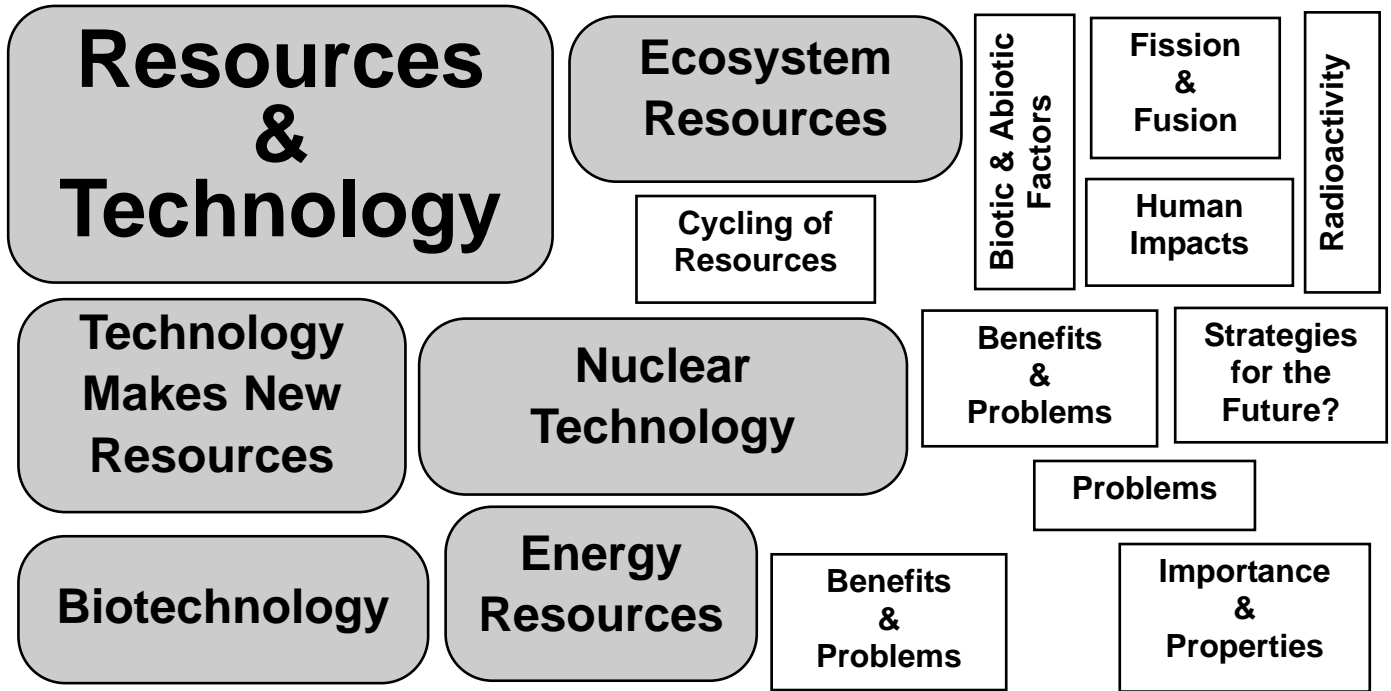 Resources
&
Technology
Ecosystem
Resources
Biotic & Abiotic
Factors
Fission
&
Fusion
Radioactivity
Cycling of
Resources
Human
Impacts
Technology
Makes New
Resources
Nuclear
Technology
Benefits
&
Problems
Strategies
for the
Future?
Problems
Biotechnology
Energy
Resources
Benefits
&
Problems
Importance
&
Properties